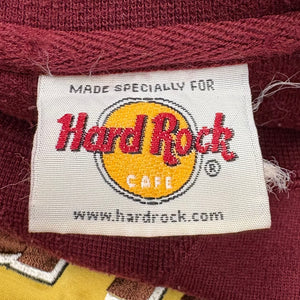 MADE SPECIALLY FOR
Hard Rock
CAFE
®
www.hardrock.com